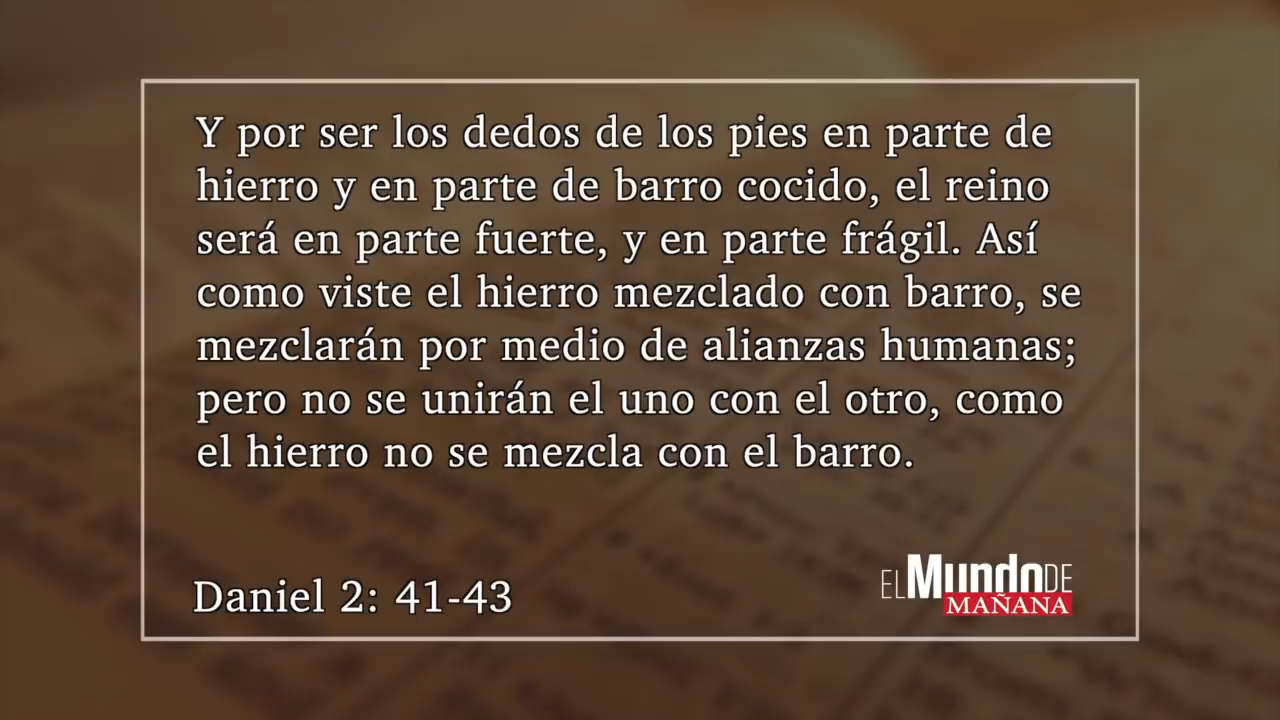 Y por ser los dedos de los pies en parte de
hierro y en parte de barro cocido, el reino
será en parte fuerte, y en parte frágil. Así
como viste el hierro mezclado con barro, se
mezclarán por medio de alianzas humanas;
pero no se unirán el uno con el otro, como
el hierro no se mezcla con el barro.
Daniel 2: 41-43
EL Mundo DE
MAÑANA